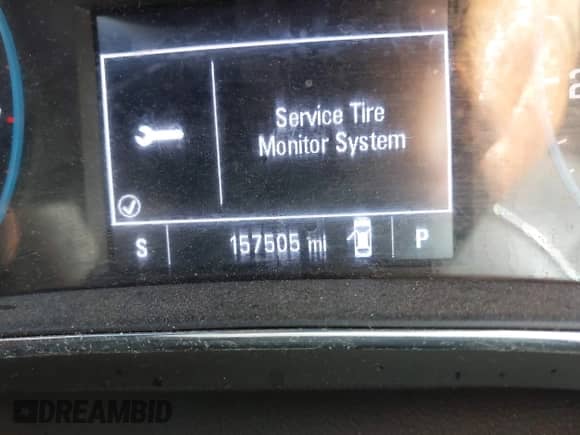 Service Tire
Monitor System
S 157505 mi P
DREAMBID